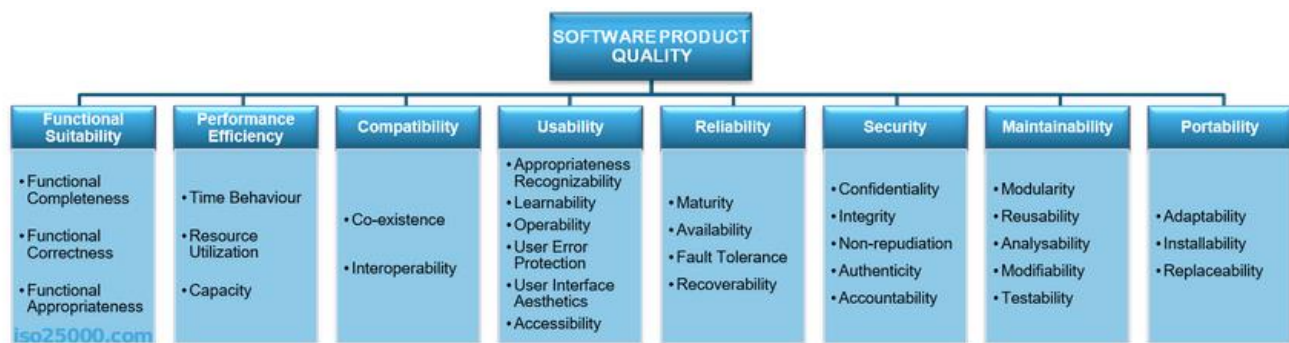 SOFTWARE PRODUCT
QUALITY
Functional
Suitability
• Functional
Completeness
• Functional
Correctness
• Functional
Appropriateness
Performance
Efficiency
• Time Behaviour
• Resource
Utilization
• Capacity
Compatibility
• Co-existence
• Interoperability
Usability
• Appropriateness
Recognizability
• Learnability
• Operability
• User Error
Protection
• User Interface
Aesthetics
• Accessibility
Reliability
• Maturity
• Availability
• Fault Tolerance
• Recoverability
Security
• Confidentiality
• Integrity
• Non-repudiation
• Authenticity
• Accountability
Maintainability
• Modularity
• Reusability
• Analysability
• Modifiability
• Testability
Portability
• Adaptability
• Installability
• Replaceability
iso25000.com